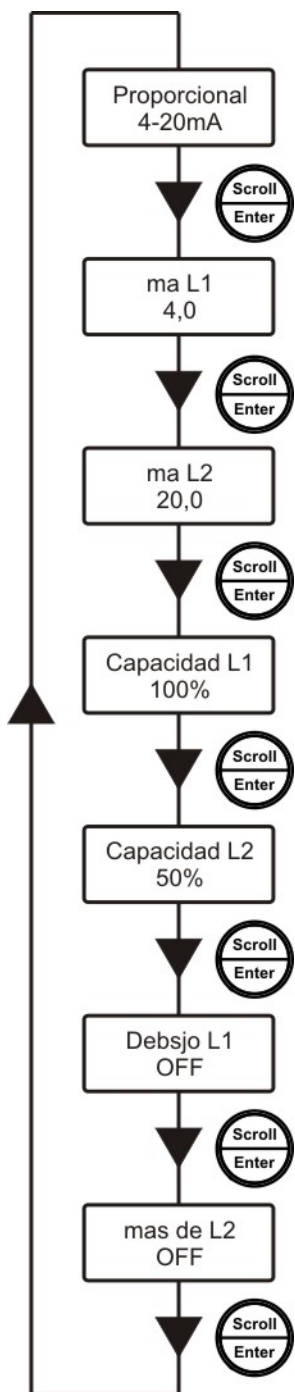 Proporcional
4-20mA
Scroll
Enter
ma L1
4,0
Scroll
Enter
ma L2
20,0
Scroll
Enter
Capacidad L1
100%
Scroll
Enter
Capacidad L2
50%
Scroll
Enter
Debsjo L1
OFF
Scroll
Enter
mas de L2
OFF
Scroll
Enter